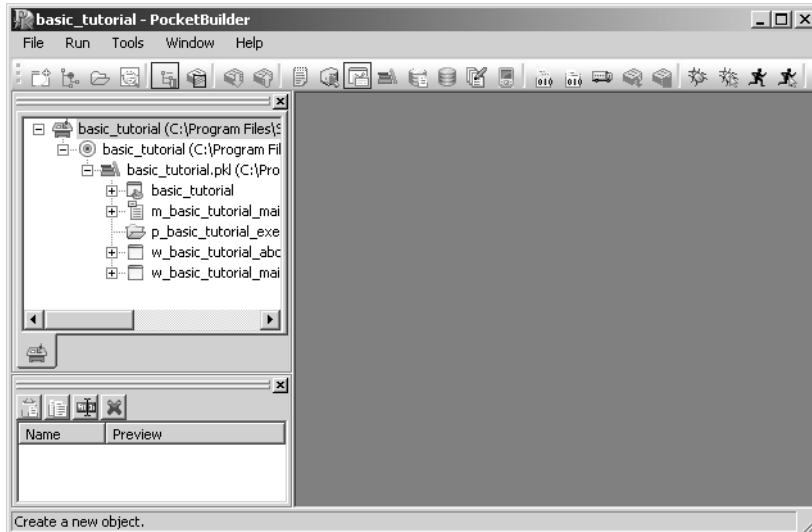 basic_tutorial - PocketBuilder
File Run Tools Window Help
basic_tutorial (C:\Program Files\S
basic_tutorial (C:\Program Fil
basic_tutorial.pkl (C:\Pro
basic_tutorial
m_basic_tutorial_mai
p_basic_tutorial_exe
w_basic_tutorial_abc
w_basic_tutorial_mai
Name Preview
Create a new object.